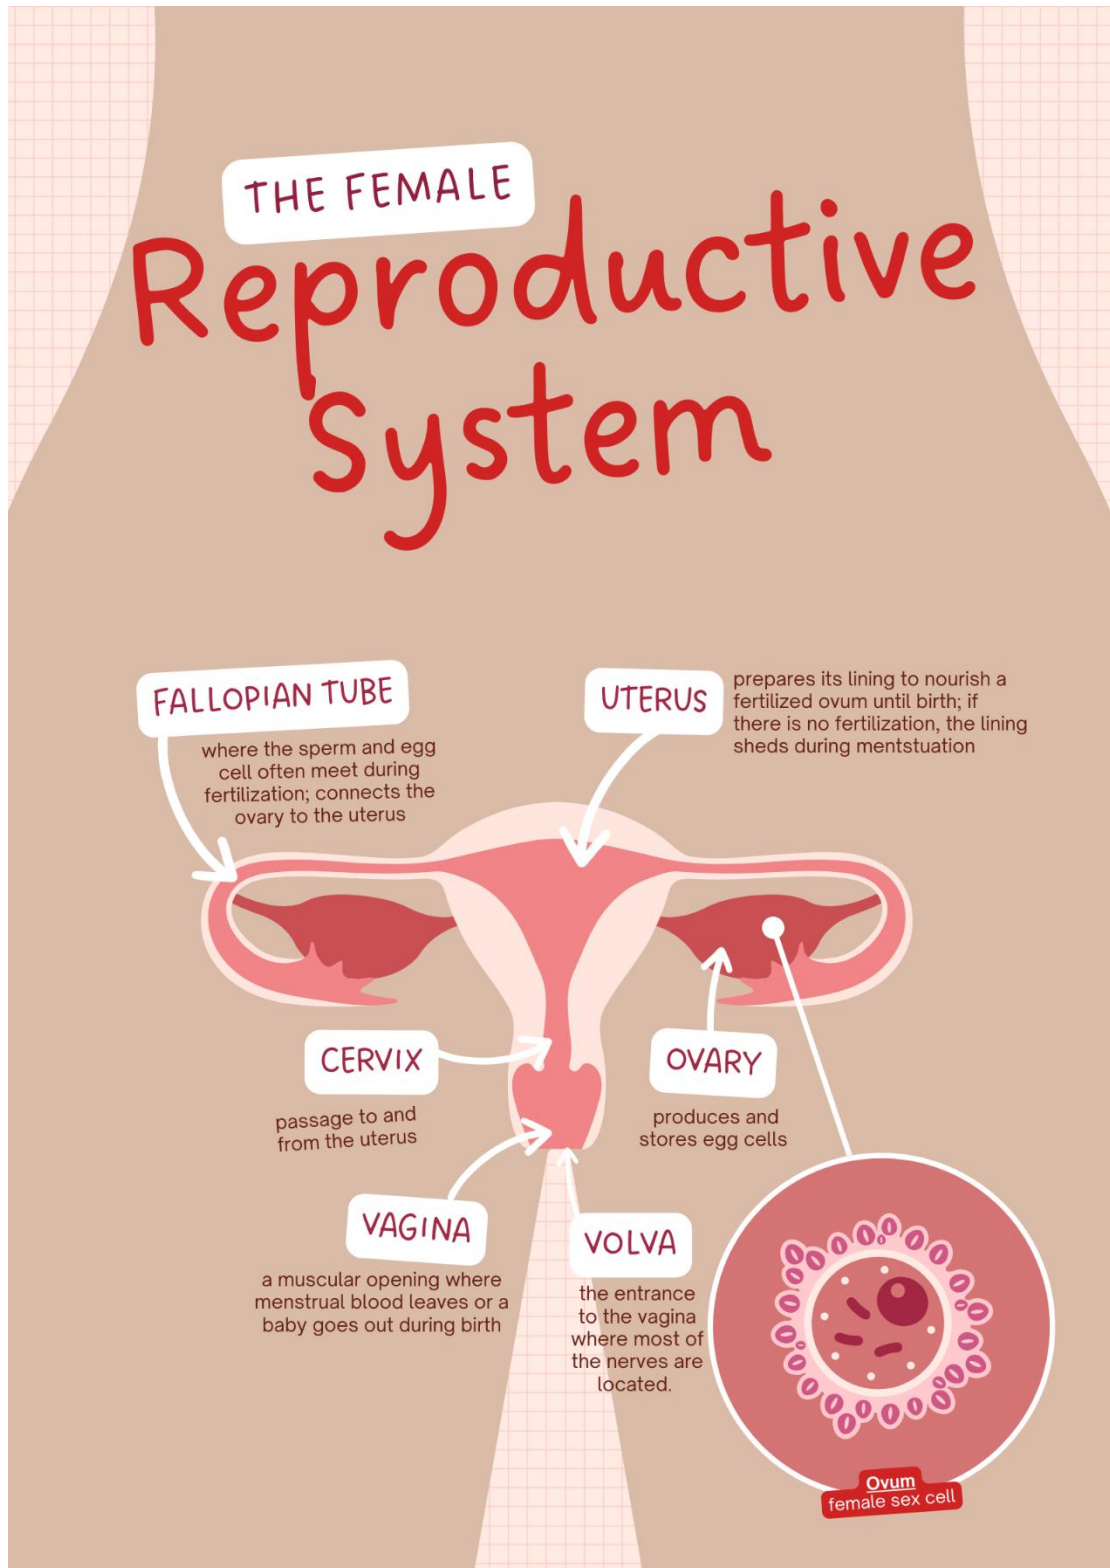 THE FEMALE
Reproductive
System
FALLOPIAN TUBE
where the sperm and egg
cell often meet during
fertilization; connects the
ovary to the uterus
UTERUS
prepares its lining to nourish a
fertilized ovum until birth; if
there is no fertilization, the lining
sheds during mentstuation
CERVIX
passage to and
from the uterus
OVARY
produces and
stores egg cells
VAGINA
a muscular opening where
menstrual blood leaves or a
baby goes out during birth
VOLVA
the entrance
to the vagina
where most of
the nerves are
located.
Ovum
female sex cell